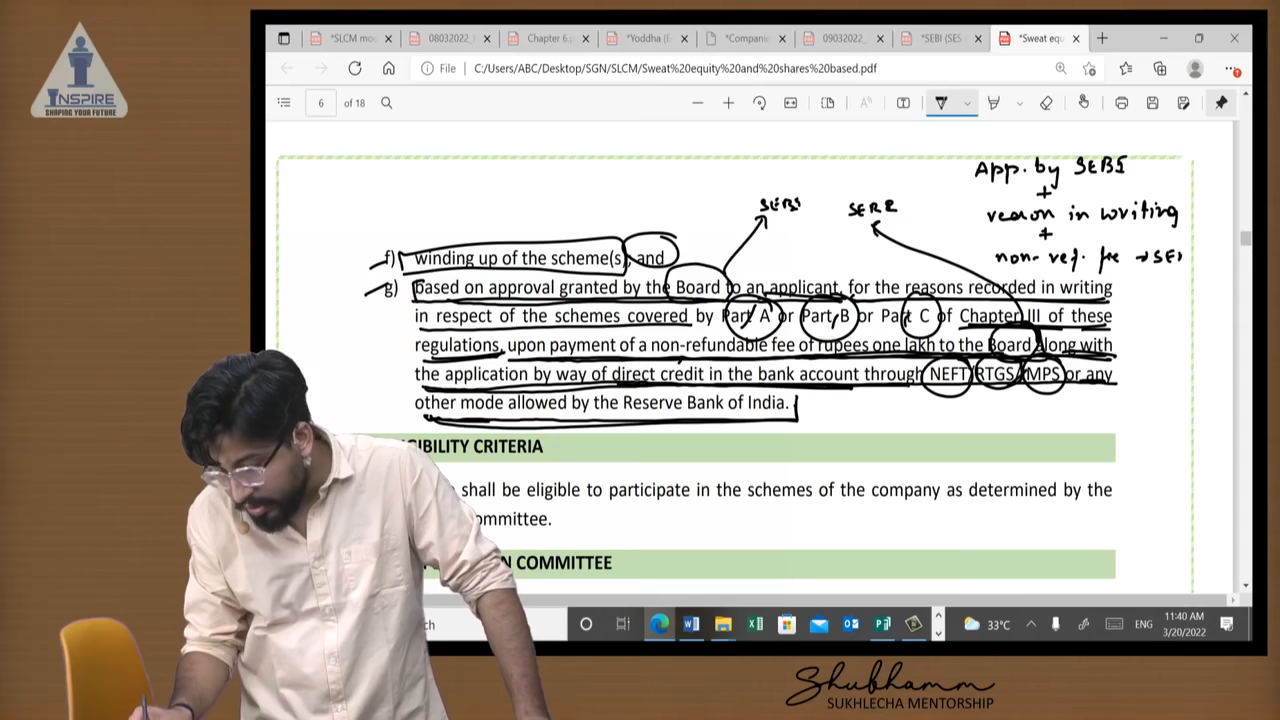 INSPIRE
SHAPING YOUR FUTURE
*SLCM mo
08032022_
Chapter 6.p
*Yoddha (E
*Companie
09032022_
*SEBI (SES
*Sweat equ
File C:/Users/ABC/Desktop/SGN/SLCM/Sweat%20equity%20and%20shares%20based.pdf
6 of 18
App. by SEBI
+
reason in writing
+
non-ref. fee → SE
SEBI
f) winding up of the scheme(s), and
g) based on approval granted by the Board to an applicant, for the reasons recorded in writing
in respect of the schemes covered by Part A or Part B or Part C of Chapter III of these
regulations, upon payment of a non-refundable fee of rupees one lakh to the Board along with
the application by way of direct credit in the bank account through NEFT/RTGS/IMPS or any
other mode allowed by the Reserve Bank of India.
IBILITY CRITERIA
shall be eligible to participate in the schemes of the company as determined by the
ommittee.
N COMMITTEE
rch
33°C
ENG
11:40 AM
3/20/2022
Shubhamm
SUKHLECHA MENTORSHIP